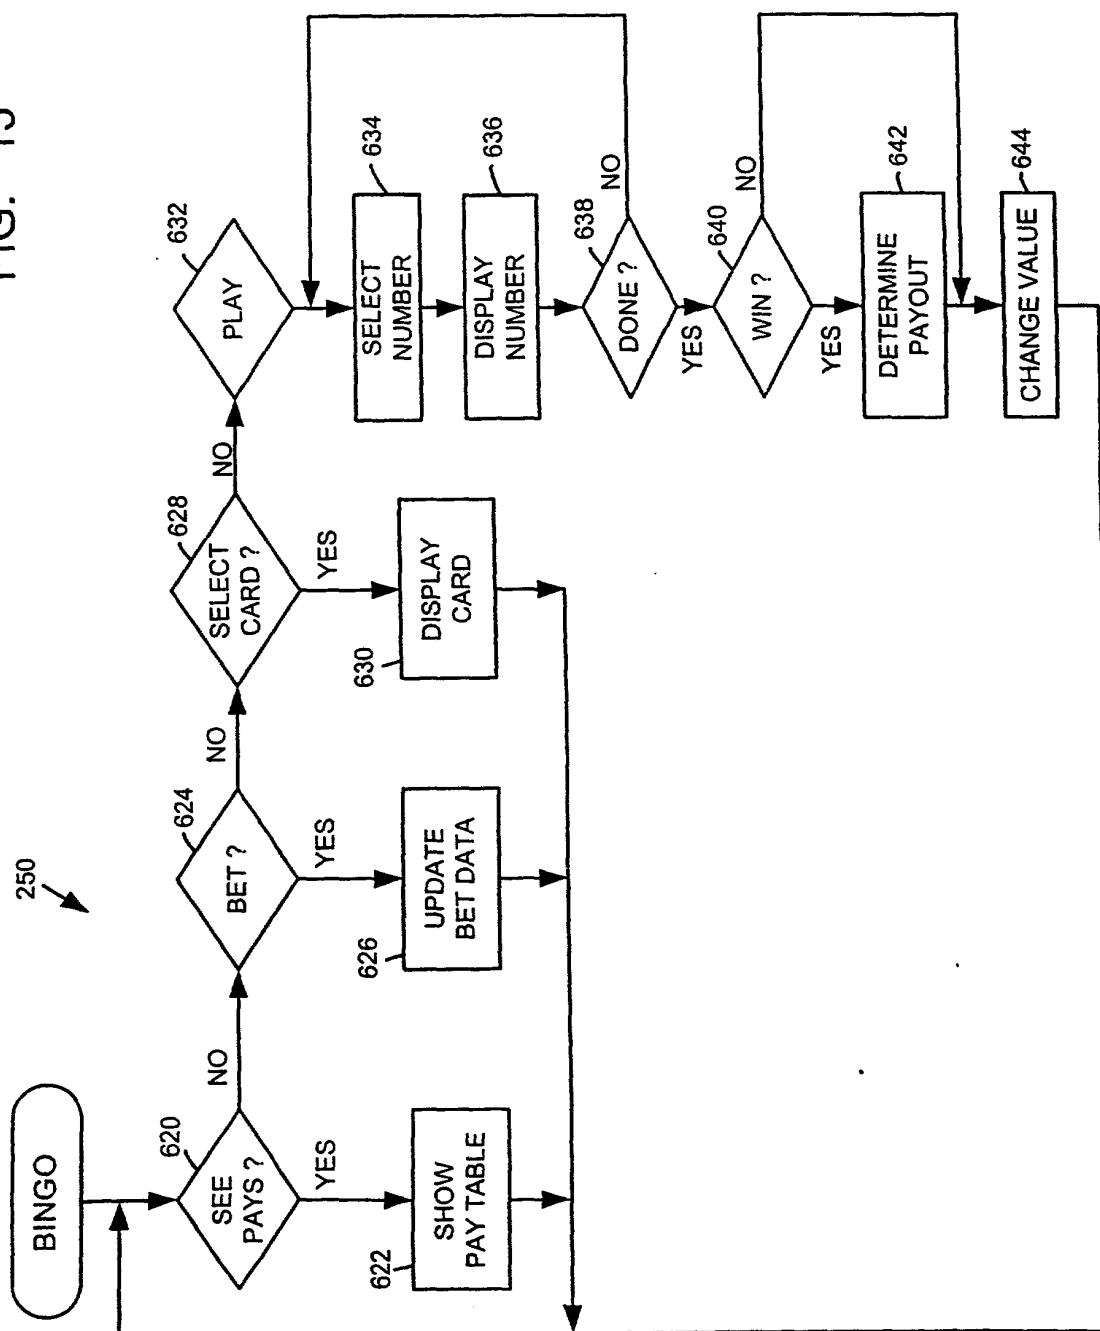 FIG. 15
250
BINGO
620
SEE
PAYS ?
NO
YES
622
SHOW
PAY TABLE
624
BET ?
NO
YES
626
UPDATE
BET DATA
628
SELECT
CARD ?
NO
YES
630
DISPLAY
CARD
632
PLAY
634
SELECT
NUMBER
636
DISPLAY
NUMBER
638
DONE ?
NO
YES
640
WIN ?
NO
YES
642
DETERMINE
PAYOUT
644
CHANGE VALUE